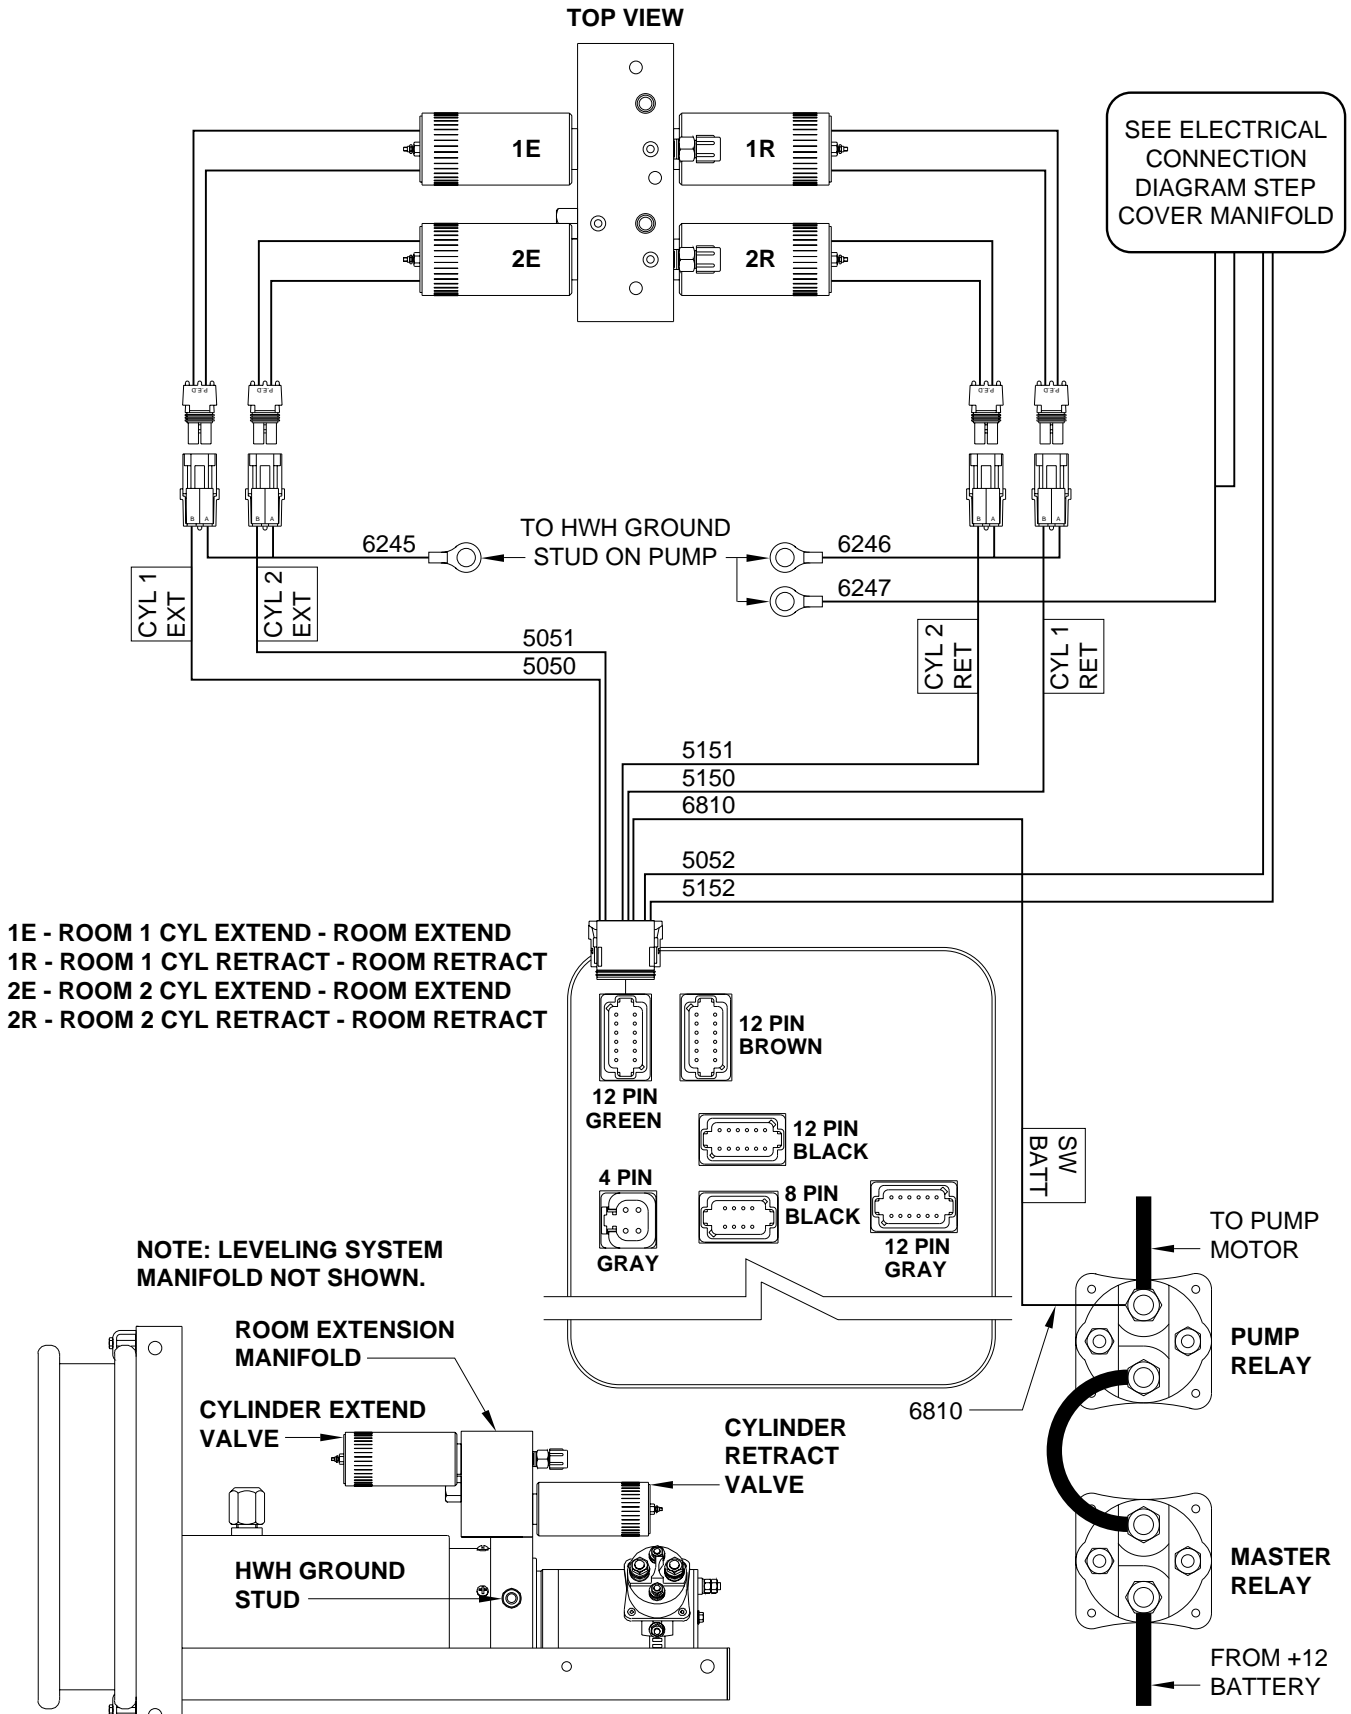 TOP VIEW
1E
1R
2E
2R
SEE ELECTRICAL
CONNECTION
DIAGRAM STEP
COVER MANIFOLD
P.E.D
P.E.D
P.E.D
P.E.D
B A
B A
B A
B A
6245
TO HWH GROUND
STUD ON PUMP
6246
6247
CYL 1
EXT
CYL 2
EXT
CYL 2
RET
CYL 1
RET
5051
5050
5151
5150
6810
5052
5152
1E - ROOM 1 CYL EXTEND - ROOM EXTEND
1R - ROOM 1 CYL RETRACT - ROOM RETRACT
2E - ROOM 2 CYL EXTEND - ROOM EXTEND
2R - ROOM 2 CYL RETRACT - ROOM RETRACT
12 PIN
GREEN
12 PIN
BROWN
12 PIN
BLACK
4 PIN
GRAY
8 PIN
BLACK
12 PIN
GRAY
SW
BATT
TO PUMP
MOTOR
PUMP
RELAY
6810
MASTER
RELAY
FROM +12
BATTERY
NOTE: LEVELING SYSTEM
MANIFOLD NOT SHOWN.
ROOM EXTENSION
MANIFOLD
CYLINDER EXTEND
VALVE
CYLINDER
RETRACT
VALVE
HWH GROUND
STUD